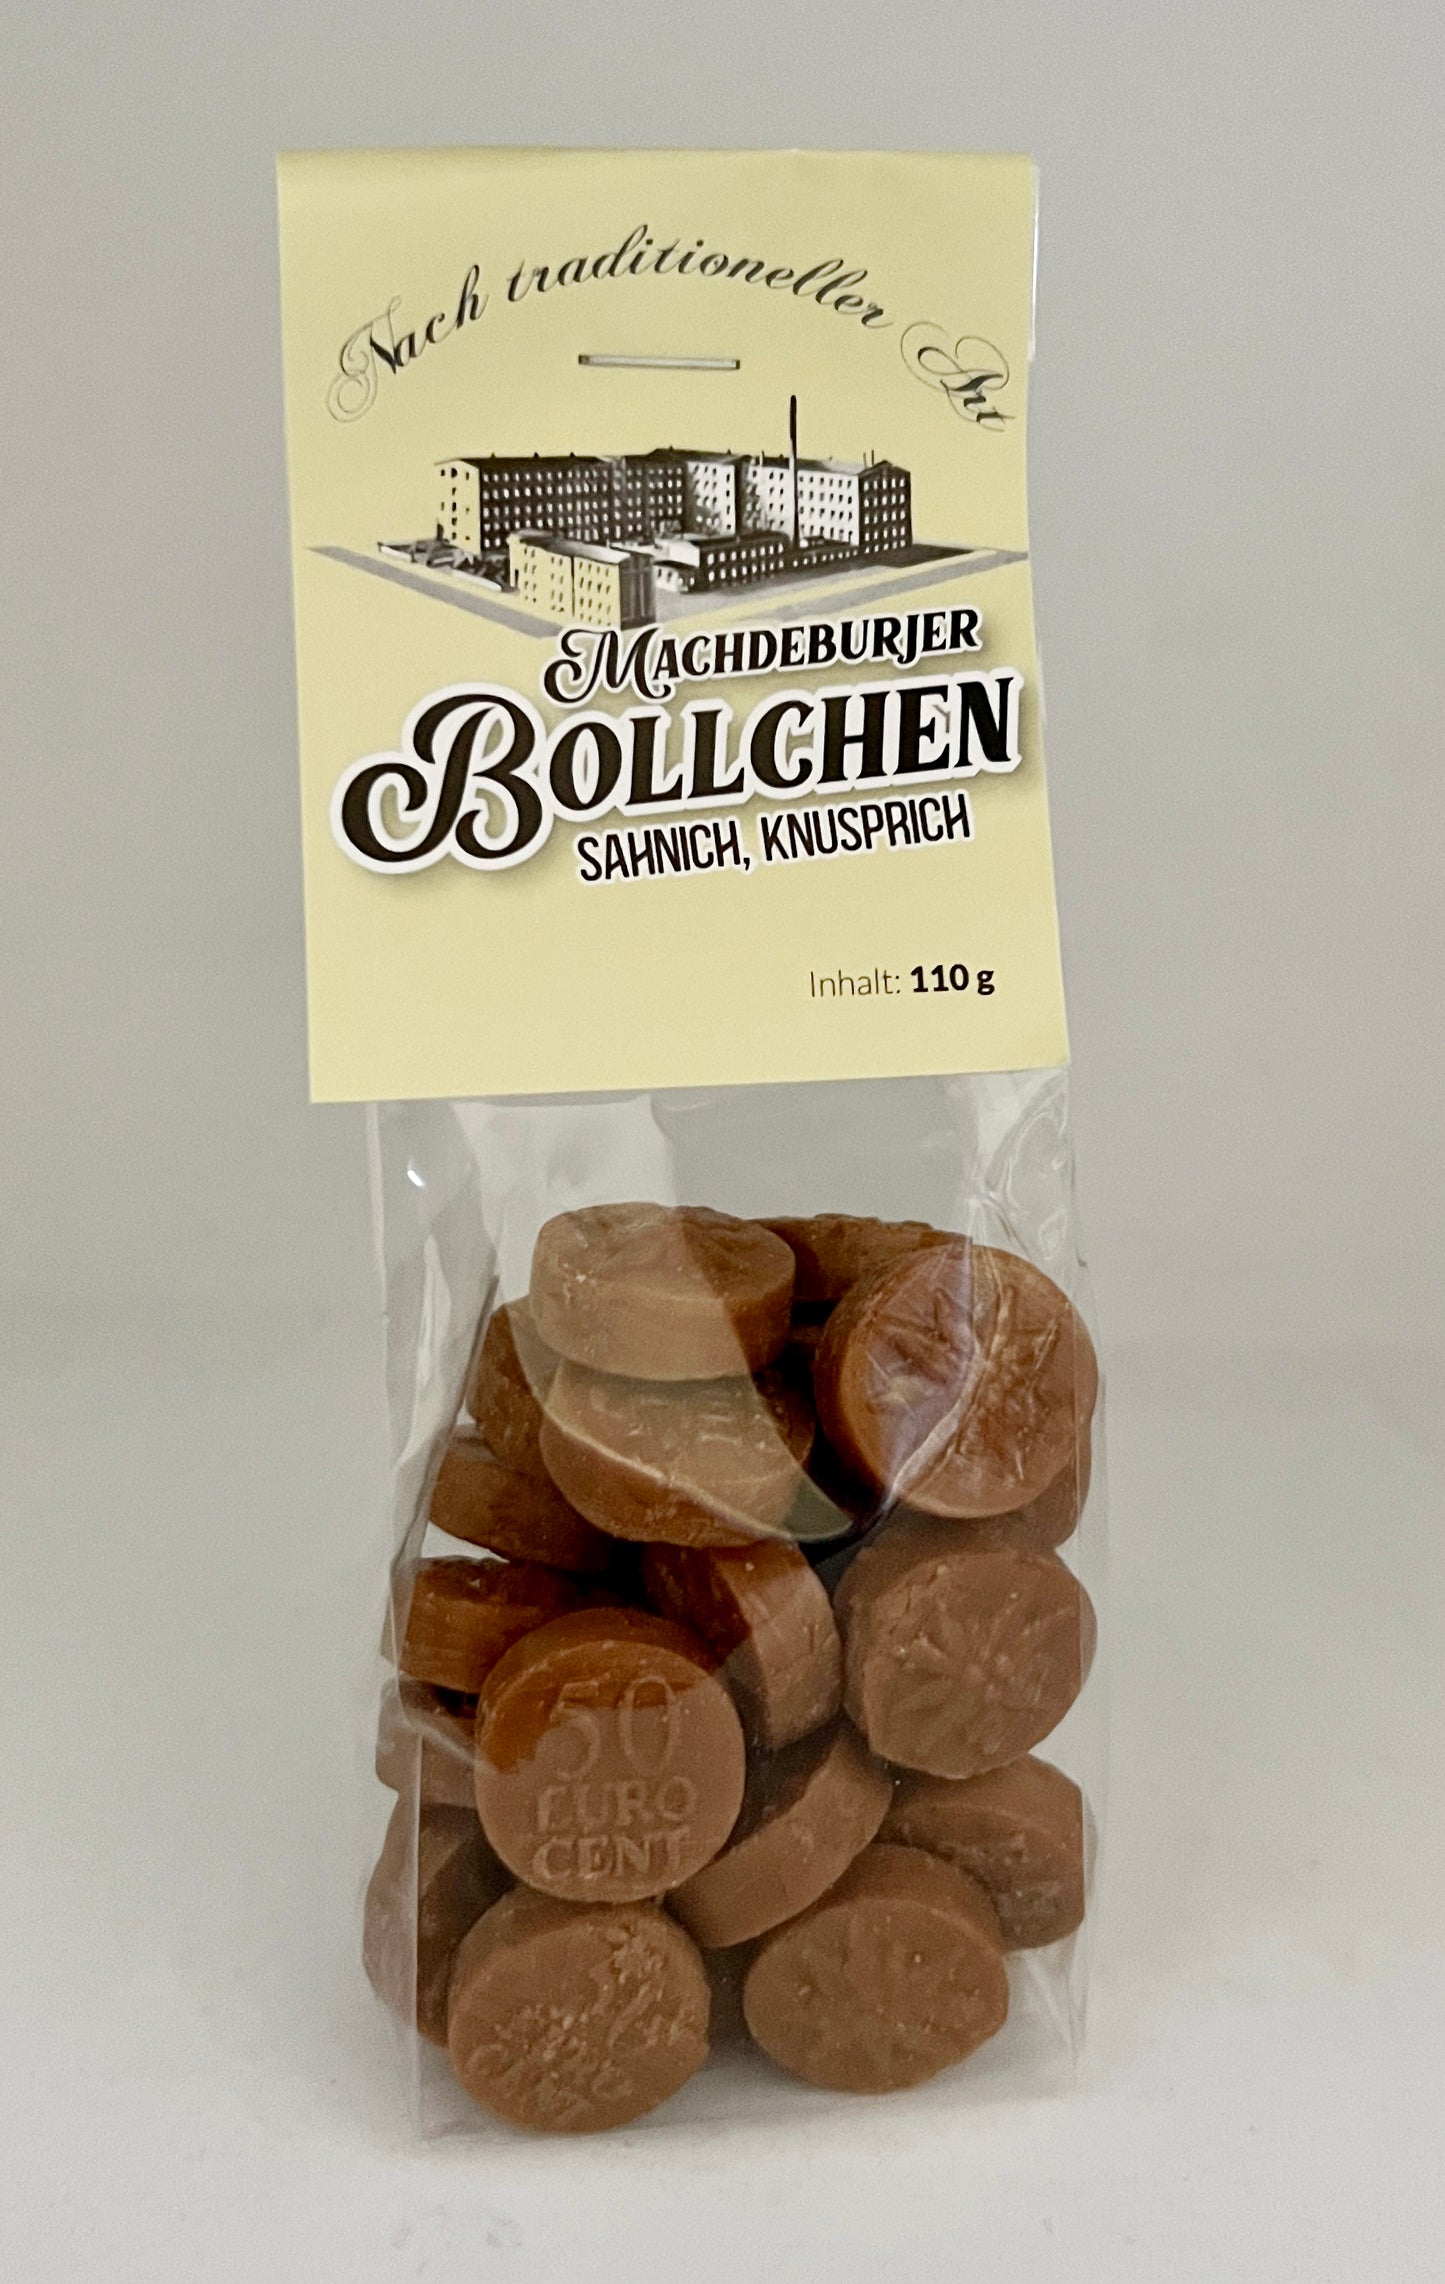 Nach traditioneller Art
MACHDEBURJER
BOLLCHEN
SAHNICH, KNUSPRICH
Inhalt: 110 g
50
EURO
CENT